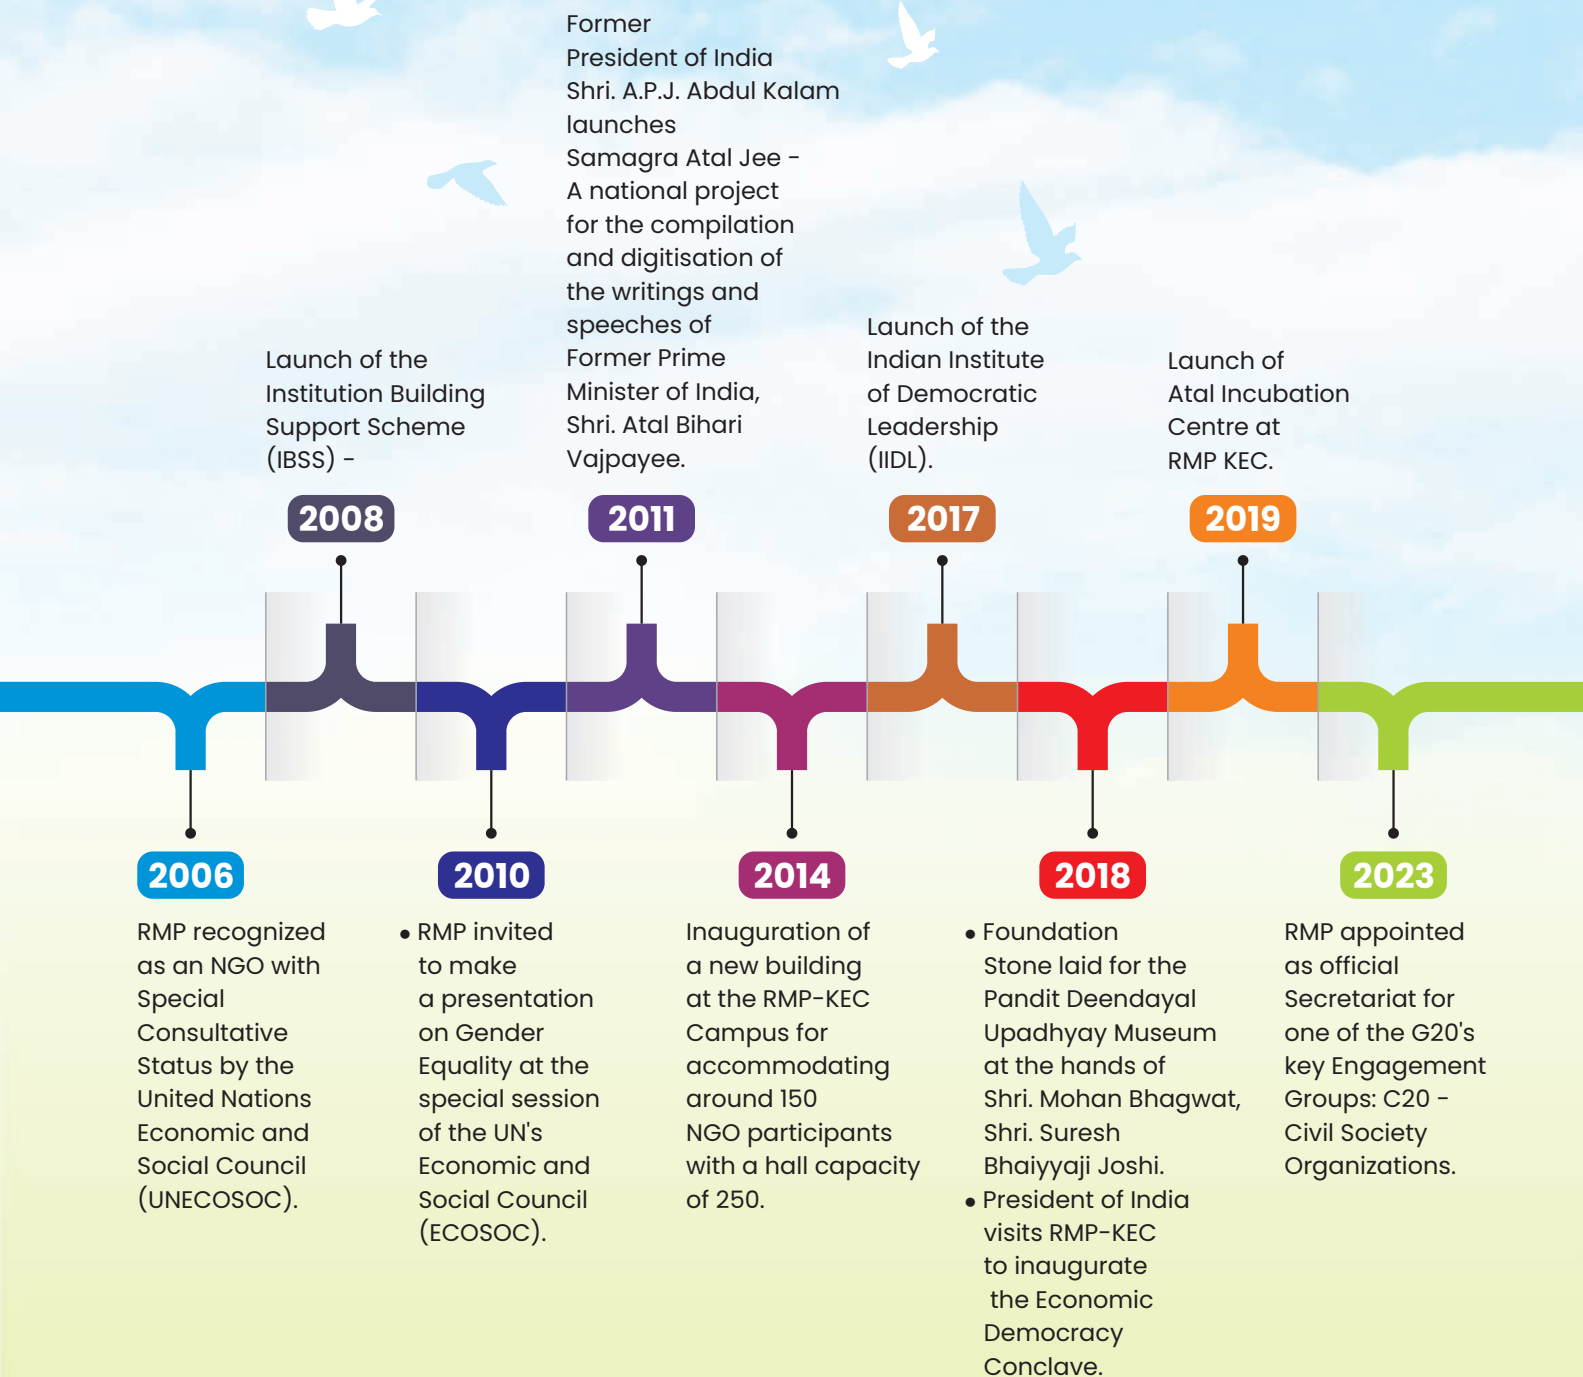 Launch of the
Institution Building
Support Scheme
(IBSS) -
2008
Former
President of India
Shri. A.P.J. Abdul Kalam
launches
Samagra Atal Jee -
A national project
for the compilation
and digitisation of
the writings and
speeches of
Former Prime
Minister of India,
Shri. Atal Bihari
Vajpayee.
2011
Launch of the
Indian Institute
of Democratic
Leadership
(IIDL).
2017
Launch of
Atal Incubation
Centre at
RMP KEC.
2019
2006
RMP recognized
as an NGO with
Special
Consultative
Status by the
United Nations
Economic and
Social Council
(UNECOSOC).
2010
• RMP invited
to make
a presentation
on Gender
Equality at the
special session
of the UN's
Economic and
Social Council
(ECOSOC).
2014
Inauguration of
a new building
at the RMP-KEC
Campus for
accommodating
around 150
NGO participants
with a hall capacity
of 250.
2018
• Foundation
Stone laid for the
Pandit Deendayal
Upadhyay Museum
at the hands of
Shri. Mohan Bhagwat,
Shri. Suresh
Bhaiyyaji Joshi.
• President of India
visits RMP-KEC
to inaugurate
the Economic
Democracy
Conclave.
2023
RMP appointed
as official
Secretariat for
one of the G20's
key Engagement
Groups: C20 -
Civil Society
Organizations.